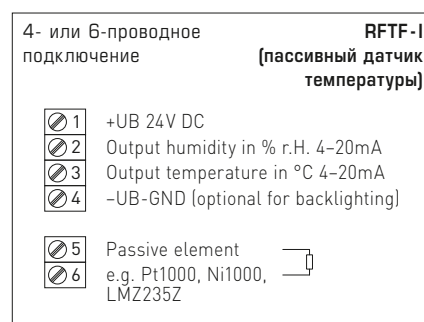 4- или 6-проводное RFTF-I
подключение (пассивный датчик
температуры)
1 +UB 24V DC
2 Output humidity in % r.H. 4–20mA
3 Output temperature in °C 4–20mA
4 –UB-GND (optional for backlighting)
5 Passive element
6 e.g. Pt1000, Ni1000,
LMZ235Z